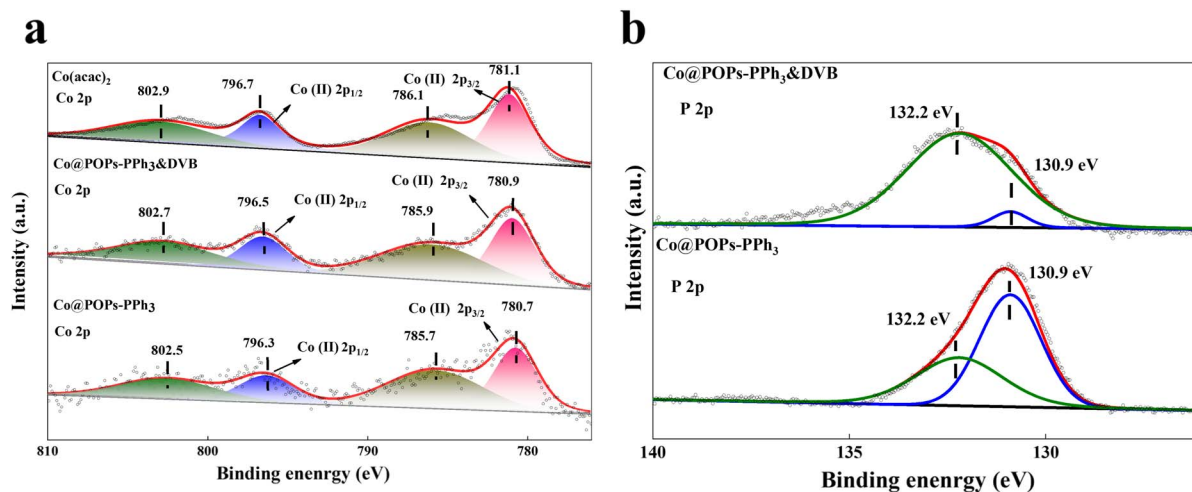 a
Co(acac)₂
Co 2p
802.9
796.7
Co (II) 2p₁/₂
786.1
Co (II) 2p₃/₂
781.1
Co@POPs-PPh₃&DVB
Co 2p
802.7
796.5
Co (II) 2p₁/₂
785.9
Co (II) 2p₃/₂
780.9
Co@POPs-PPh₃
Co 2p
802.5
796.3
Co (II) 2p₁/₂
785.7
Co (II) 2p₃/₂
780.7
Intensity (a.u.)
810
800
790
780
Binding enenrgy (eV)
b
Co@POPs-PPh₃&DVB
P 2p
132.2 eV
130.9 eV
Co@POPs-PPh₃
P 2p
132.2 eV
130.9 eV
Intensity (a.u.)
140
135
130
Binding enenrgy (eV)